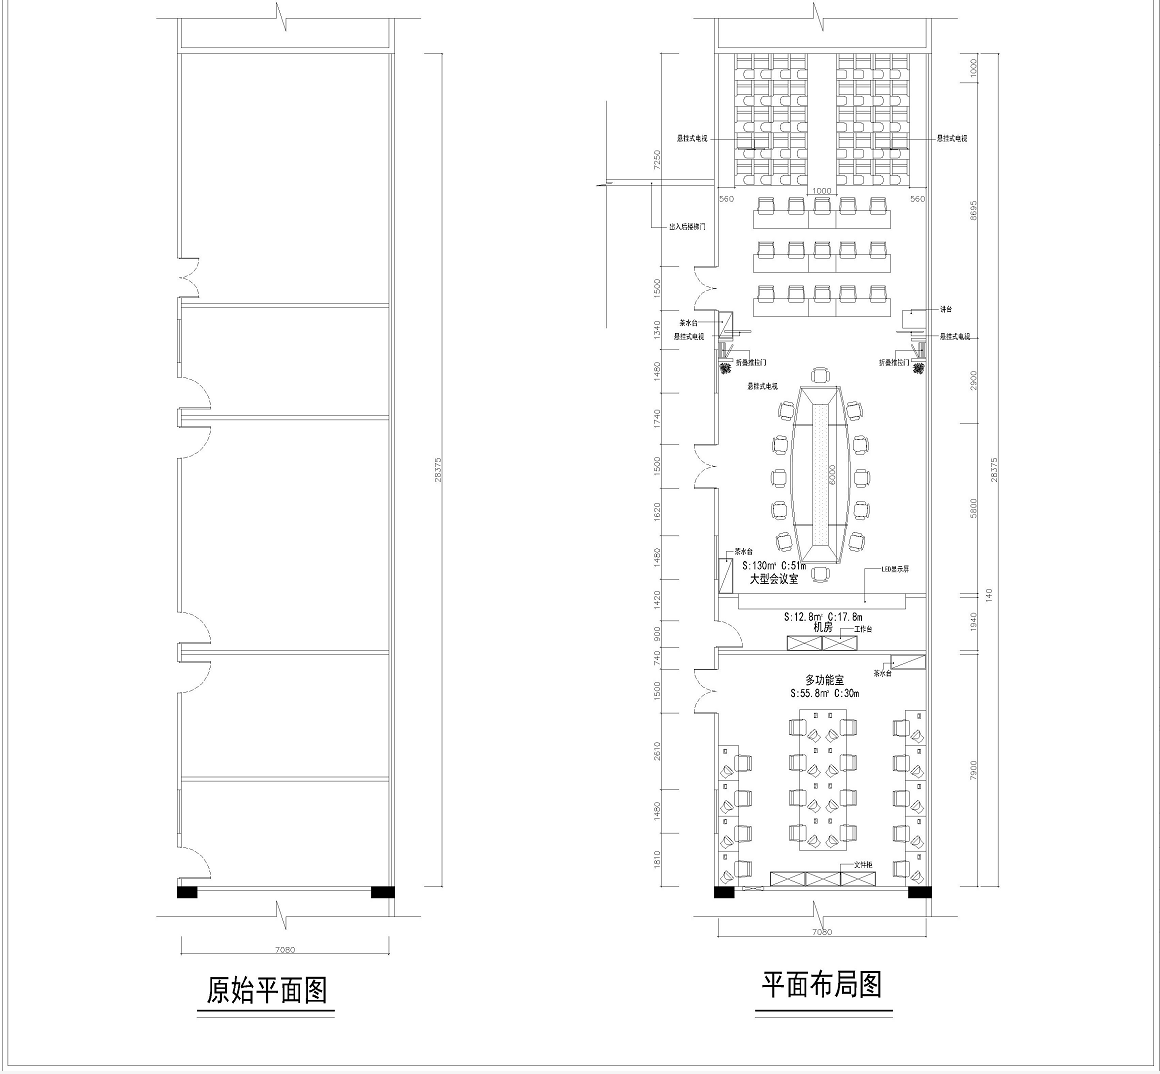 28375
7080
原始平面图
1000
悬挂式电视
悬挂式电视
7250
1000
560
560
8695
出入后楼梯门
1500
茶水台
讲台
1340
悬挂式电视
悬挂式电视
折叠推拉门
折叠推拉门
1480
悬挂式电视
2900
1740
1500
6000
28375
1620
5800
茶水台
1480
S:130㎡ C:51m
大型会议室
LED显示屏
1420
140
S:12.8㎡ C:17.8m
机房
工作台
900
1940
740
茶水台
多功能室
S:55.8㎡ C:30m
1500
2610
7900
1480
1810
文件柜
7080
平面布局图